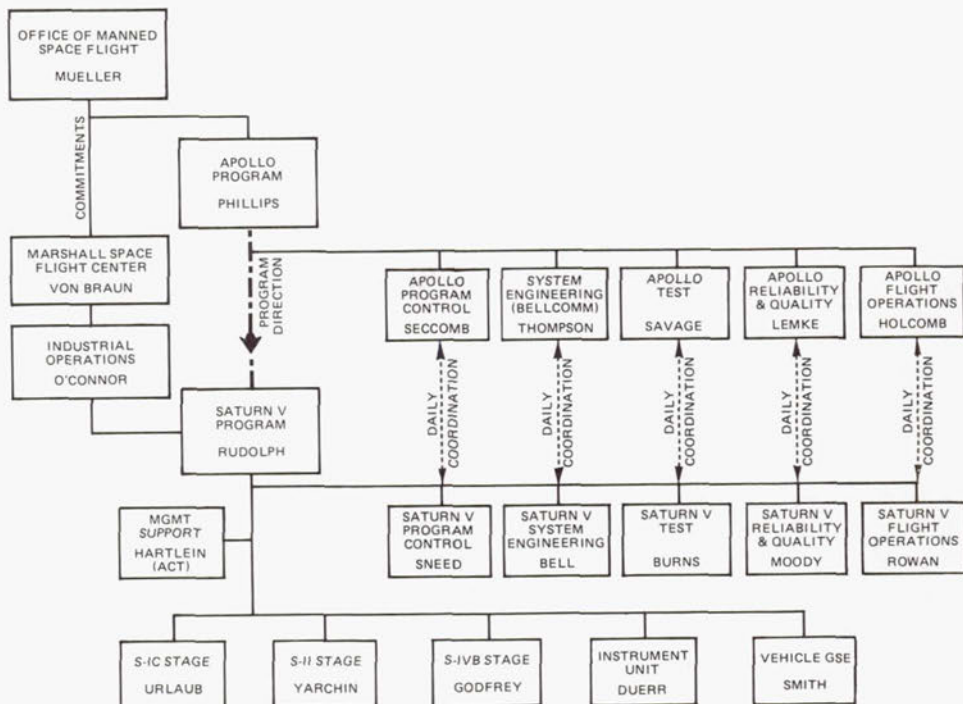 OFFICE OF MANNED
SPACE FLIGHT
MUELLER
COMMITMENTS
APOLLO
PROGRAM
PHILLIPS
MARSHALL SPACE
FLIGHT CENTER
VON BRAUN
PROGRAM
DIRECTION
INDUSTRIAL
OPERATIONS
O'CONNOR
SATURN V
PROGRAM
RUDOLPH
APOLLO
PROGRAM
CONTROL
SECCOMB
SYSTEM
ENGINEERING
(BELLCOMM)
THOMPSON
APOLLO
TEST
SAVAGE
APOLLO
RELIABILITY
& QUALITY
LEMKE
APOLLO
FLIGHT
OPERATIONS
HOLCOMB
DAILY
COORDINATION
DAILY
COORDINATION
DAILY
COORDINATION
DAILY
COORDINATION
DAILY
COORDINATION
MGMT
SUPPORT
HARTLEIN
(ACT)
SATURN V
PROGRAM
CONTROL
SNEED
SATURN V
SYSTEM
ENGINEERING
BELL
SATURN V
TEST
BURNS
SATURN V
RELIABILITY
& QUALITY
MOODY
SATURN V
FLIGHT
OPERATIONS
ROWAN
S-IC STAGE
URLAUB
S-II STAGE
YARCHIN
S-IVB STAGE
GODFREY
INSTRUMENT
UNIT
DUERR
VEHICLE GSE
SMITH